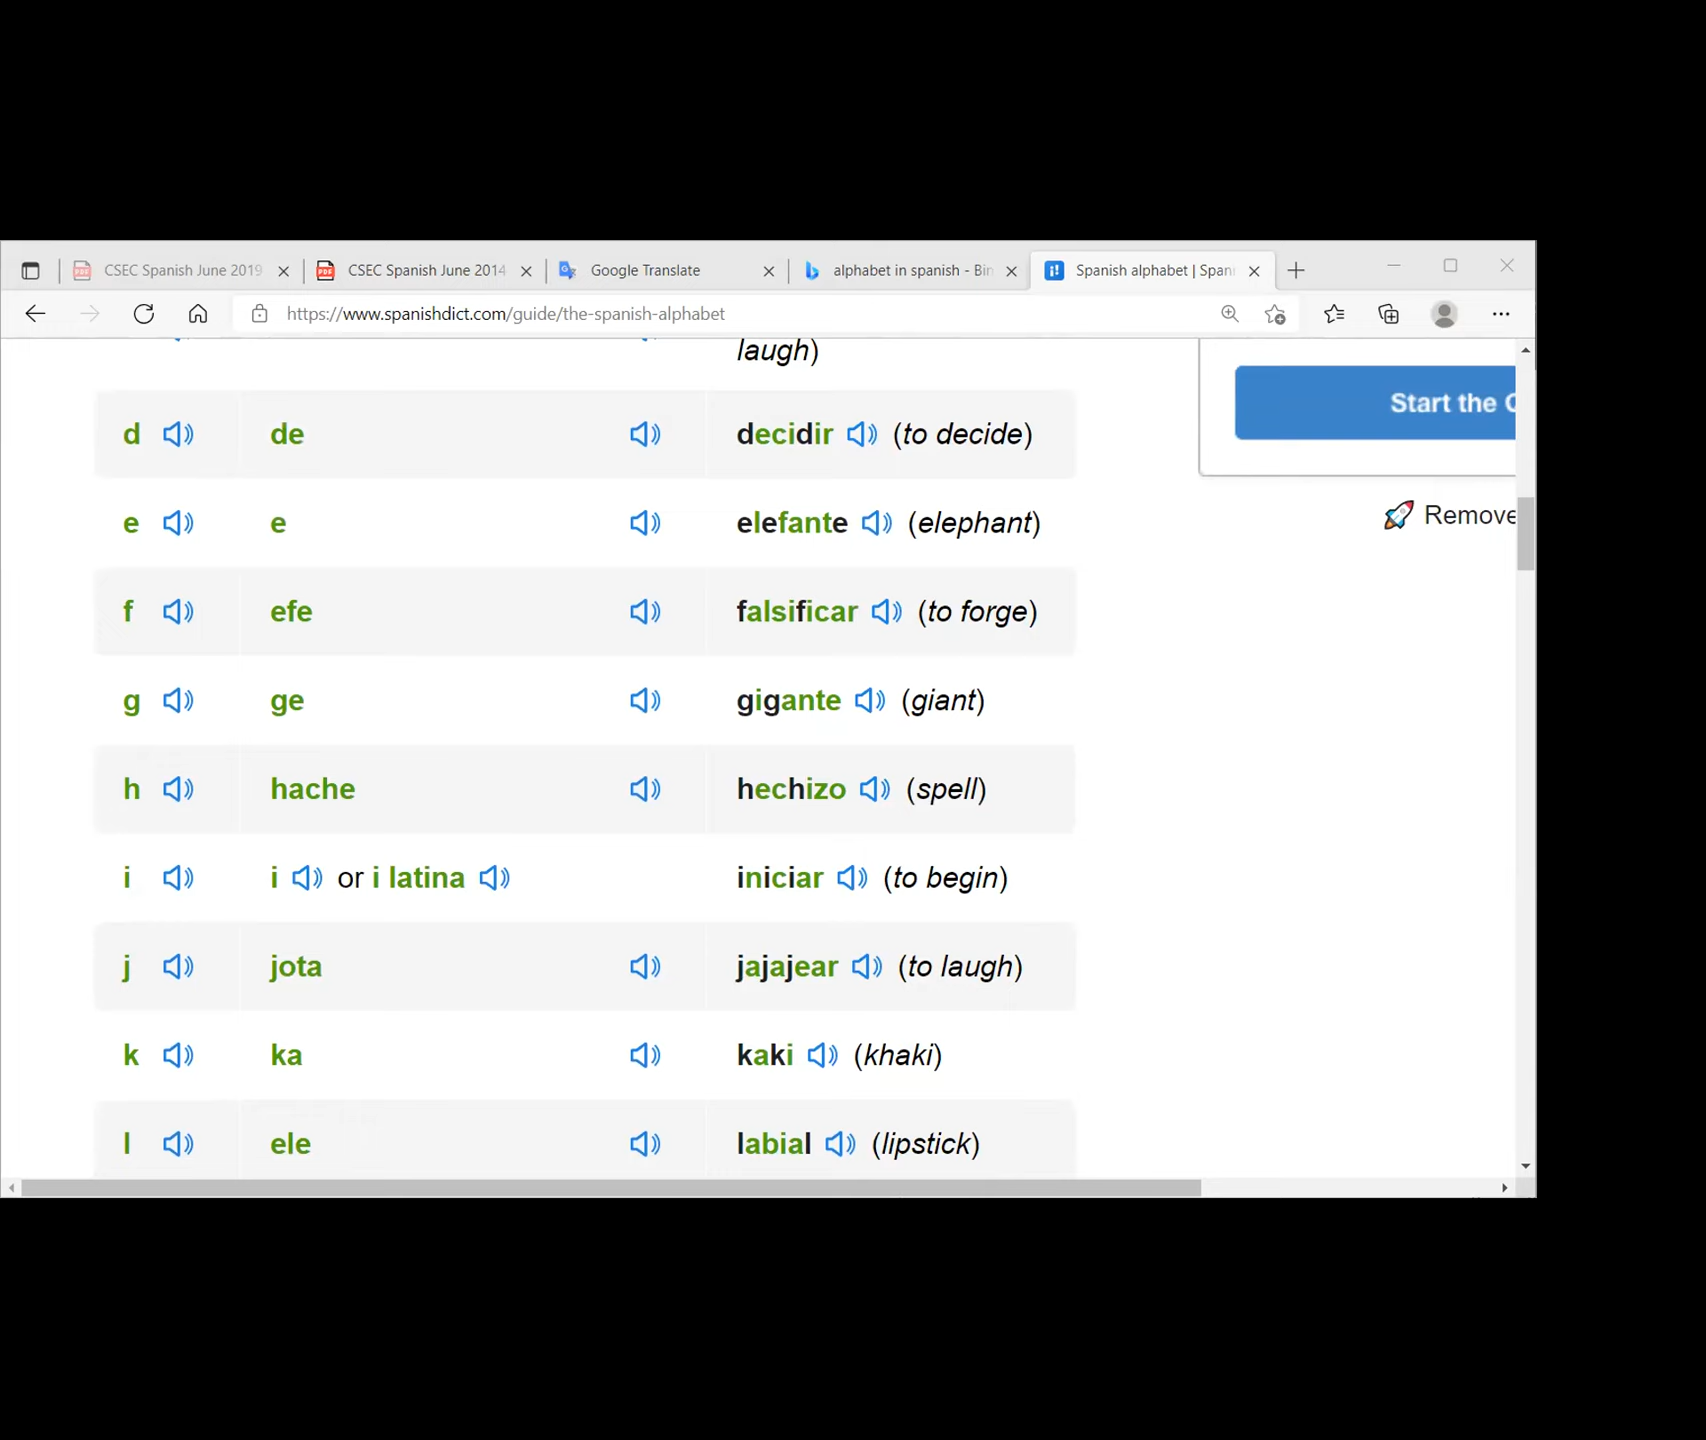 CSEC Spanish June 2019
CSEC Spanish June 2014
Google Translate
alphabet in spanish - Bin
Spanish alphabet | Spani
https://www.spanishdict.com/guide/the-spanish-alphabet
laugh)
Start the C
d de decidir (to decide)
Remove
e e elefante (elephant)
f efe falsificar (to forge)
g ge gigante (giant)
h hache hechizo (spell)
i i or i latina iniciar (to begin)
j jota jajajear (to laugh)
k ka kaki (khaki)
l ele labial (lipstick)